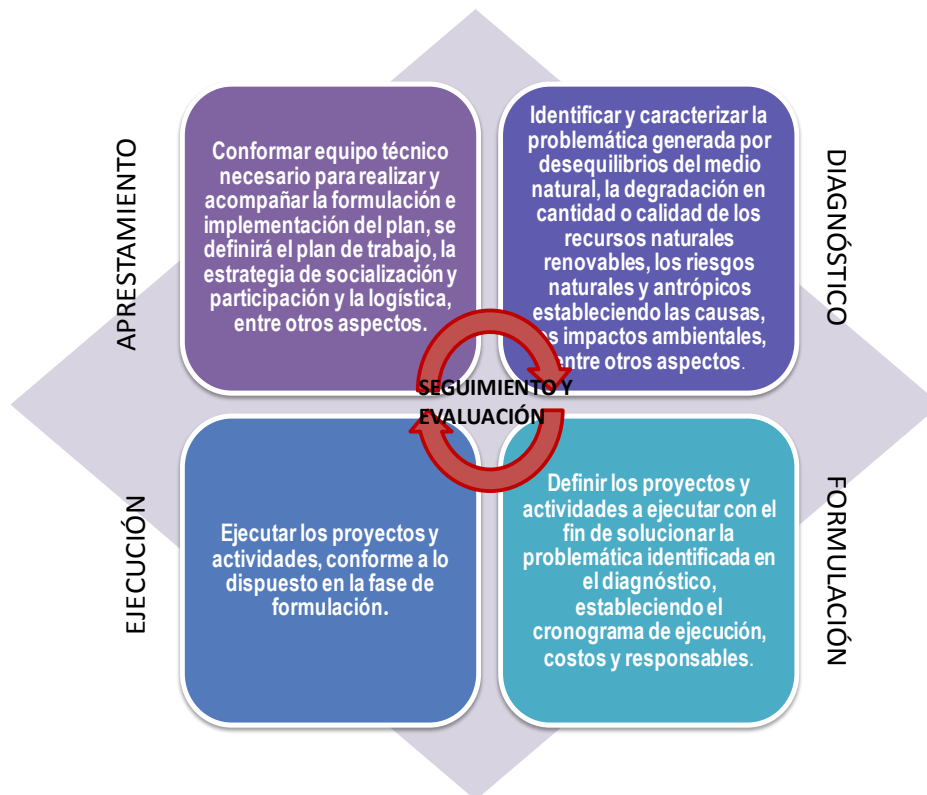 APRESTAMIENTO
Conformar equipo técnico
necesario para realizar y
acompañar la formulación e
implementación del plan, se
definirá el plan de trabajo, la
estrategia de socialización y
participación y la logística,
entre otros aspectos.
DIAGNÓSTICO
Identificar y caracterizar la
problemática generada por
desequilibrios del medio
natural, la degradación en
cantidad o calidad de los
recursos naturales
renovables, los riesgos
naturales y antrópicos
estableciendo las causas,
los impactos ambientales,
entre otros aspectos.
SEGUIMIENTO Y
EVALUACIÓN
EJECUCIÓN
Ejecutar los proyectos y
actividades, conforme a lo
dispuesto en la fase de
formulación.
FORMULACIÓN
Definir los proyectos y
actividades a ejecutar con el
fin de solucionar la
problemática identificada en
el diagnóstico,
estableciendo el
cronograma de ejecución,
costos y responsables.